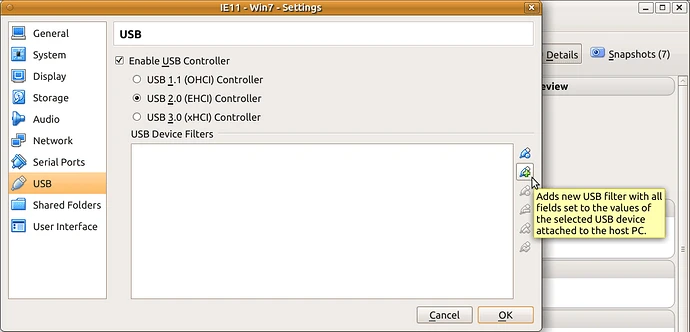 IE11 - Win7 - Settings
General
System
Display
Storage
Audio
Network
Serial Ports
USB
Shared Folders
User Interface
USB
Enable USB Controller
USB 1.1 (OHCI) Controller
USB 2.0 (EHCI) Controller
USB 3.0 (xHCI) Controller
USB Device Filters
Adds new USB filter with all
fields set to the values of
the selected USB device
attached to the host PC.
Cancel
OK
Details
Snapshots (7)
eview